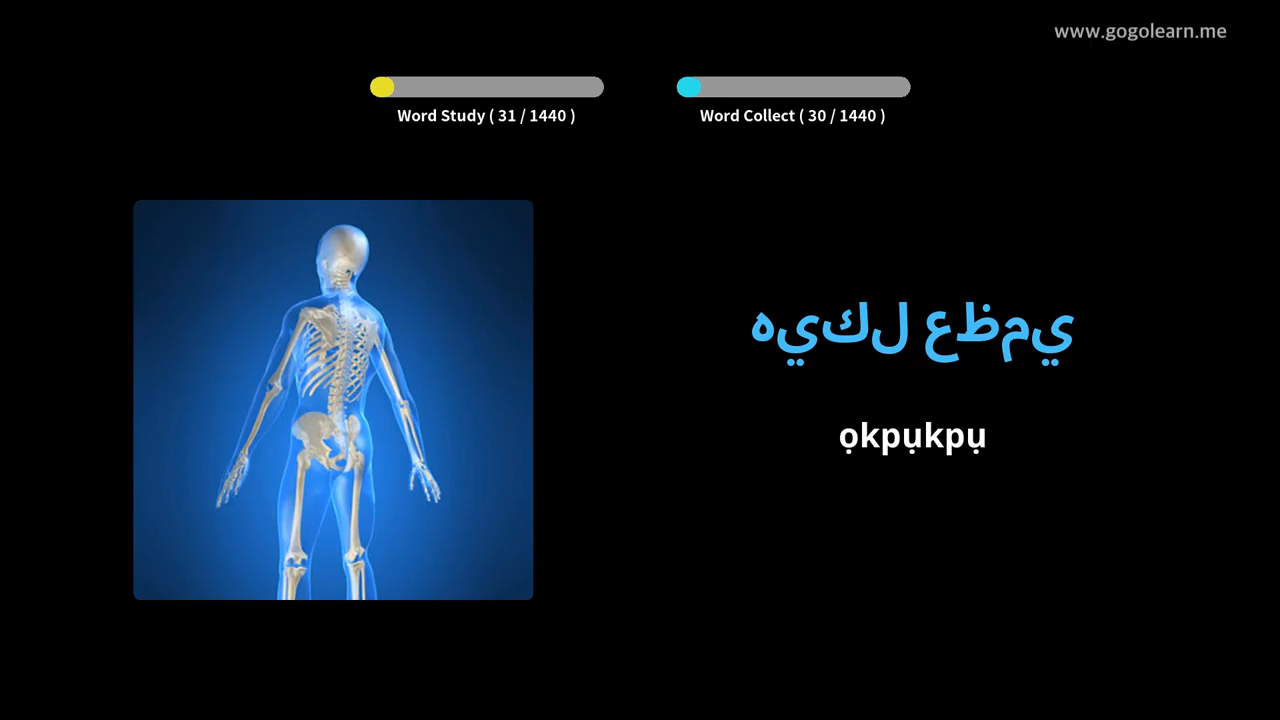 www.gogolearn.me
Word Study ( 31 / 1440 )
Word Collect ( 30 / 1440 )
هيكل عظمي
ọkpụkpụ